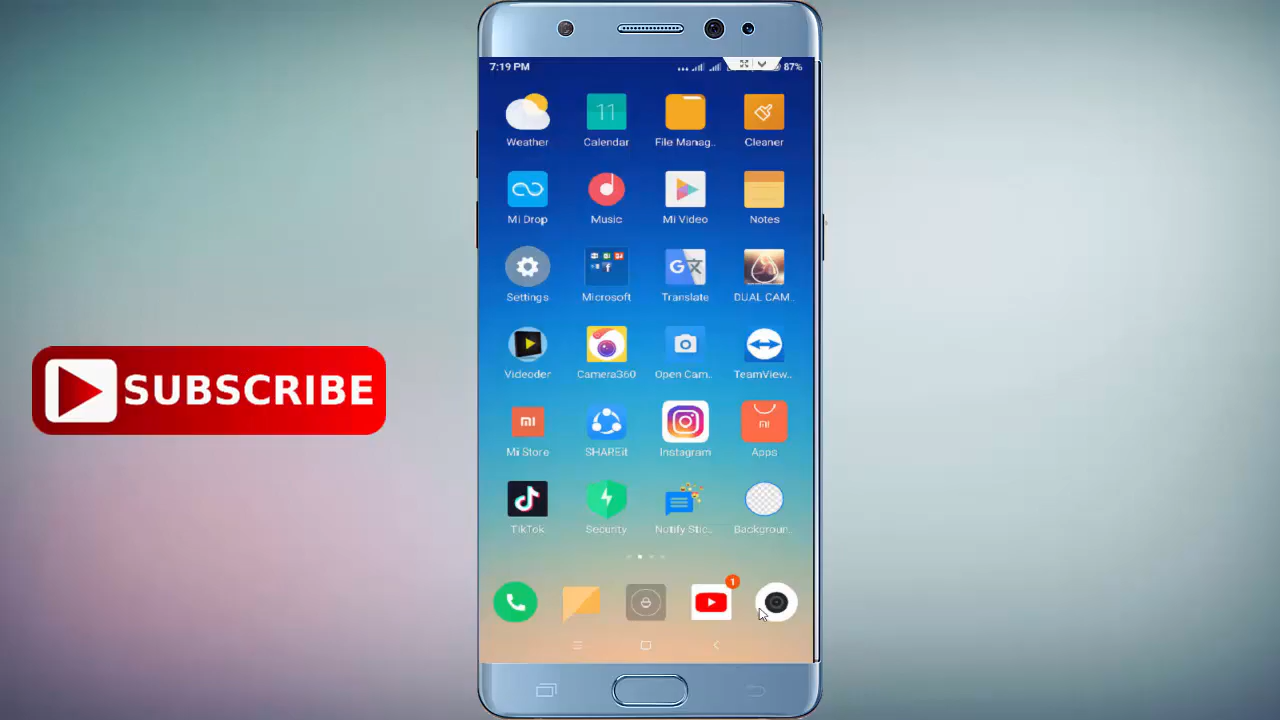 7:19 PM 87%
11
Weather Calendar File Manag.. Cleaner
Mi Drop Music Mi Video Notes
Settings Microsoft Translate DUAL CAM..
Videoder Camera360 Open Cam.. TeamView..
SUBSCRIBE
Mi Store SHAREit Instagram Apps
TikTok Security Notify Stic.. Backgroun..
1